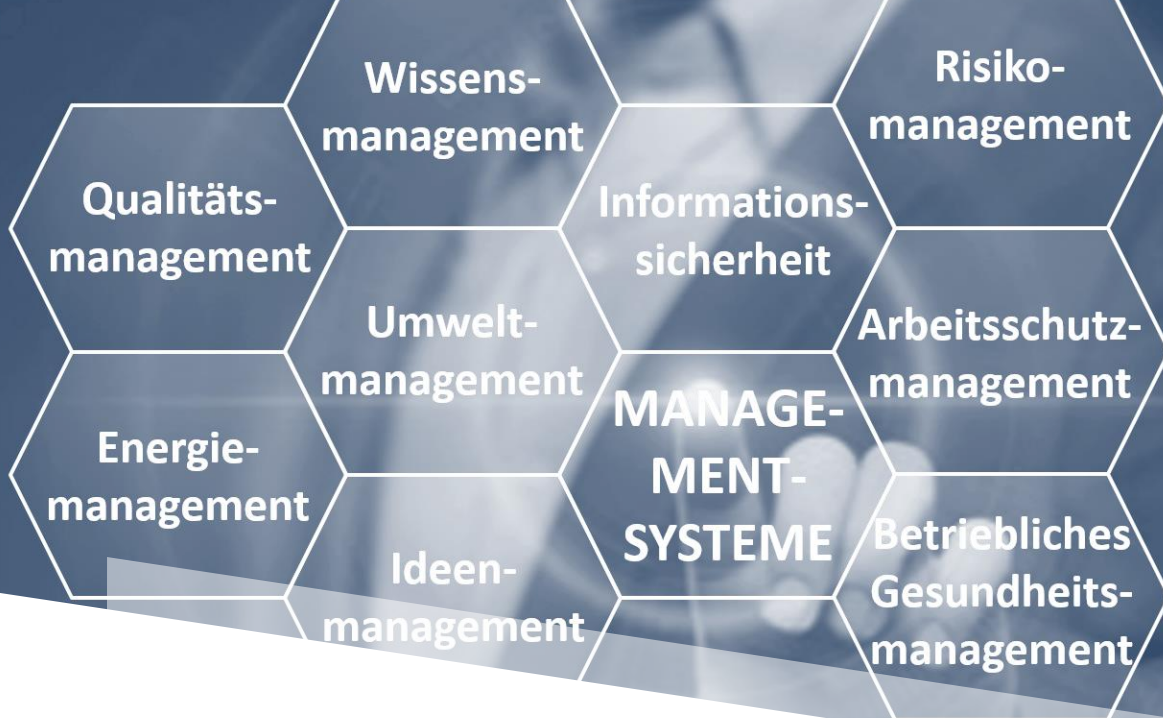 Wissens-
management
Risiko-
management
Qualitäts-
management
Informations-
sicherheit
Umwelt-
management
Arbeitsschutz-
management
Energie-
management
MANAGE-
MENT-
SYSTEME
Ideen-
management
Betriebliches
Gesundheits-
management